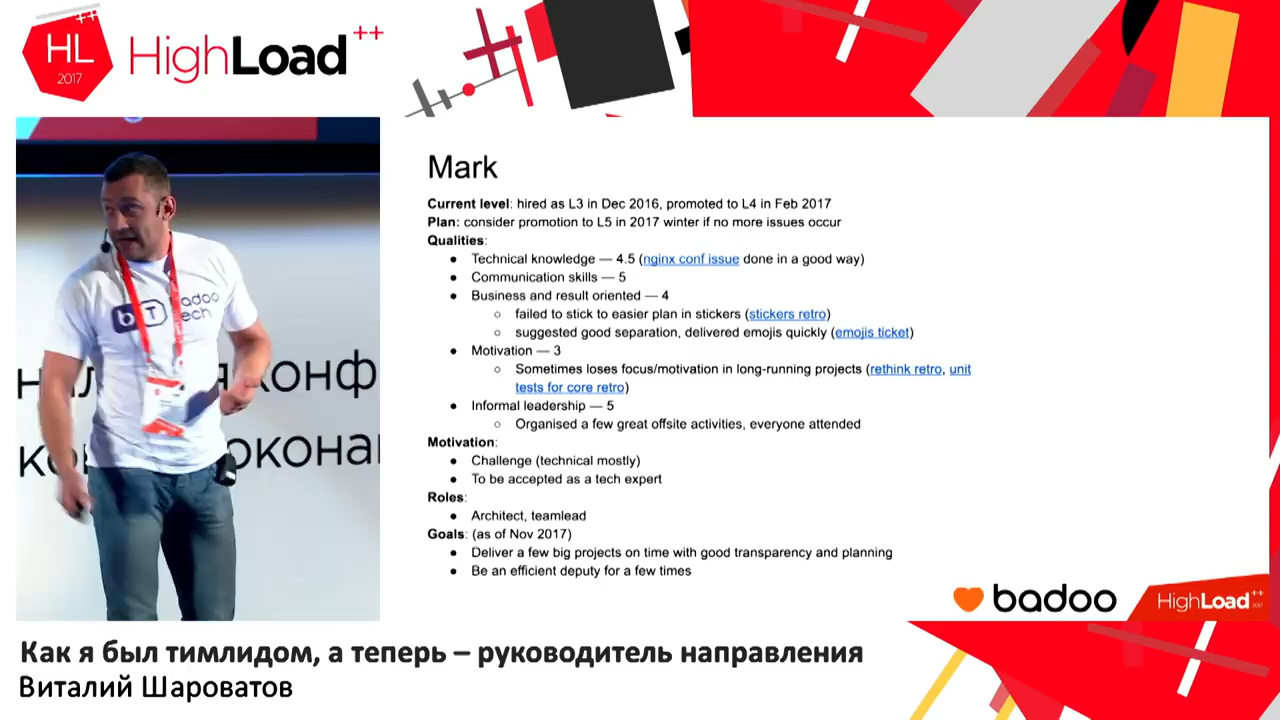 HL
2017
HighLoad++
badoo
tech
конф
окона
Mark
Current level: hired as L3 in Dec 2016, promoted to L4 in Feb 2017
Plan: consider promotion to L5 in 2017 winter if no more issues occur
Qualities:
● Technical knowledge — 4.5 (nginx conf issue done in a good way)
● Communication skills — 5
● Business and result oriented — 4
○ failed to stick to easier plan in stickers (stickers retro)
○ suggested good separation, delivered emojis quickly (emojis ticket)
● Motivation — 3
○ Sometimes loses focus/motivation in long-running projects (rethink retro, unit
tests for core retro)
● Informal leadership — 5
○ Organised a few great offsite activities, everyone attended
Motivation:
● Challenge (technical mostly)
● To be accepted as a tech expert
Roles:
● Architect, teamlead
Goals: (as of Nov 2017)
● Deliver a few big projects on time with good transparency and planning
● Be an efficient deputy for a few times
badoo
HighLoad++
Как я был тимлидом, а теперь – руководитель направления
Виталий Шароватов